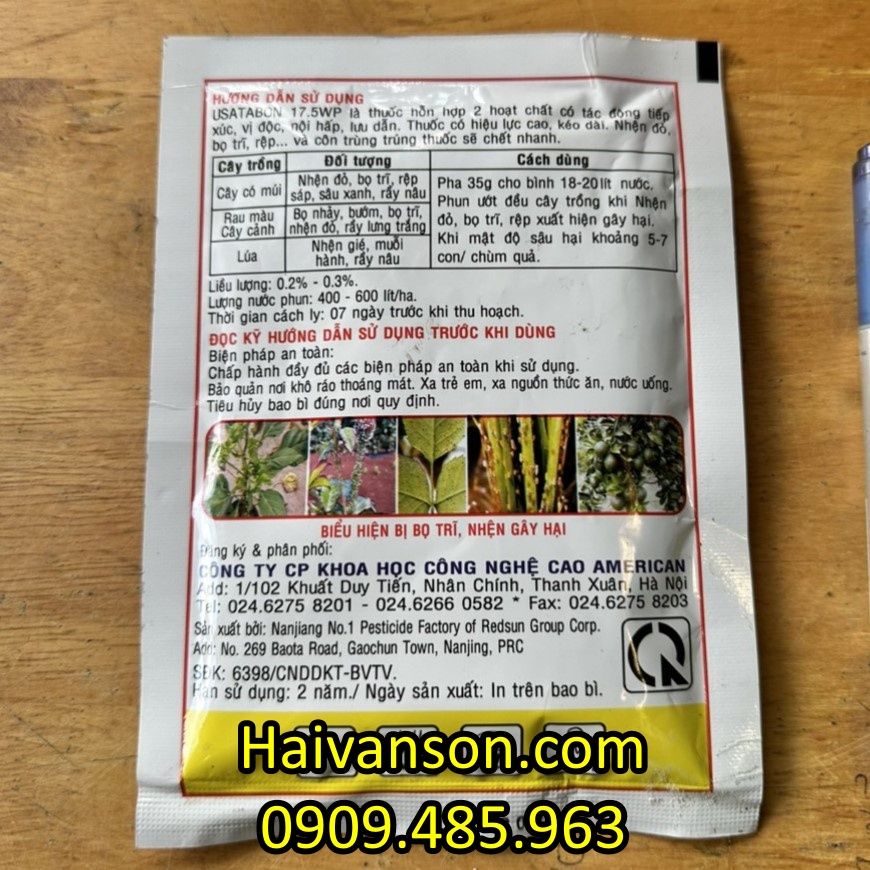 HƯỚNG DẪN SỬ DỤNG
USATABON 17.5WP là thuốc hỗn hợp 2 hoạt chất có tác động tiếp
xúc, vị độc, nội hấp, lưu dẫn. Thuốc có hiệu lực cao, kéo dài. Nhện đỏ,
bọ trĩ, rệp... và côn trùng trúng thuốc sẽ chết nhanh.
Cây trồng Đối tượng Cách dùng
Cây có múi
Nhện đỏ, bọ trĩ, rệp
sáp, sâu xanh, rầy nâu
Rau màu
Cây cảnh
Bọ nhảy, bướm, bọ trĩ,
nhện đỏ, rầy lưng trắng
Lúa
Nhện gié, muỗi
hành, rầy nâu
Pha 35g cho bình 18-20lít nước.
Phun ướt đều cây trồng khi Nhện
đỏ, bọ trĩ, rệp xuất hiện gây hại.
Khi mật độ sâu hại khoảng 5-7
con/ chùm quả.
Liều lượng: 0.2% - 0.3%.
Lượng nước phun: 400 - 600 lít/ha.
Thời gian cách ly: 07 ngày trước khi thu hoạch.
ĐỌC KỸ HƯỚNG DẪN SỬ DỤNG TRƯỚC KHI DÙNG
Biện pháp an toàn:
Chấp hành đầy đủ các biện pháp an toàn khi sử dụng.
Bảo quản nơi khô ráo thoáng mát. Xa trẻ em, xa nguồn thức ăn, nước uống.
Tiêu hủy bao bì đúng nơi quy định.
BIỂU HIỆN BỊ BỌ TRĨ, NHỆN GÂY HẠI
Đăng ký & phân phối:
CÔNG TY CP KHOA HỌC CÔNG NGHỆ CAO AMERICAN
Add: 1/102 Khuất Duy Tiến, Nhân Chính, Thanh Xuân, Hà Nội
Tel: 024.6275 8201 - 024.6266 0582 * Fax: 024.6275 8203
Sản xuất bởi: Nanjiang No.1 Pesticide Factory of Redsun Group Corp.
Add: No. 269 Baota Road, Gaochun Town, Nanjing, PRC
SĐK: 6398/CNDDKT-BVTV.
Hạn sử dụng: 2 năm./ Ngày sản xuất: In trên bao bì.
Haivanson.com
0909.485.963